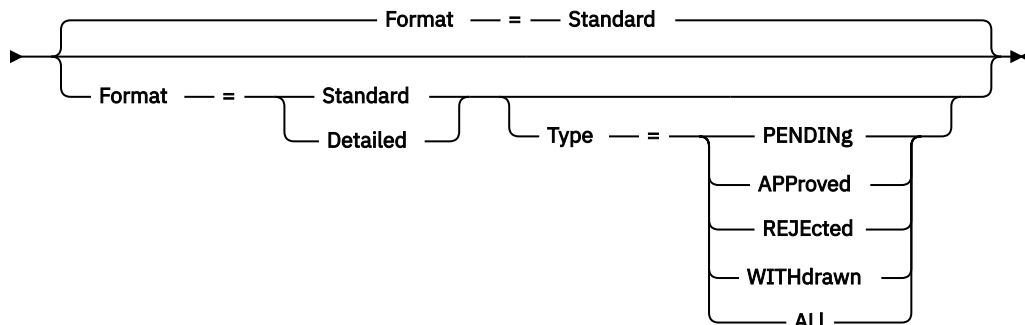 Format = Standard
Format = Standard
Detailed
Type = PENDINg
APProved
REJEcted
WITHdrawn